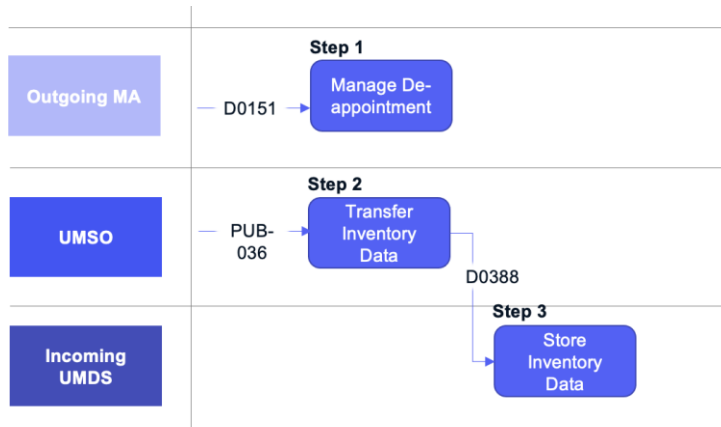 Step 1
Outgoing MA
D0151
Manage De-
appointment
Step 2
UMSO
PUB-
036
Transfer
Inventory
Data
D0388
Step 3
Incoming
UMDS
Store
Inventory
Data